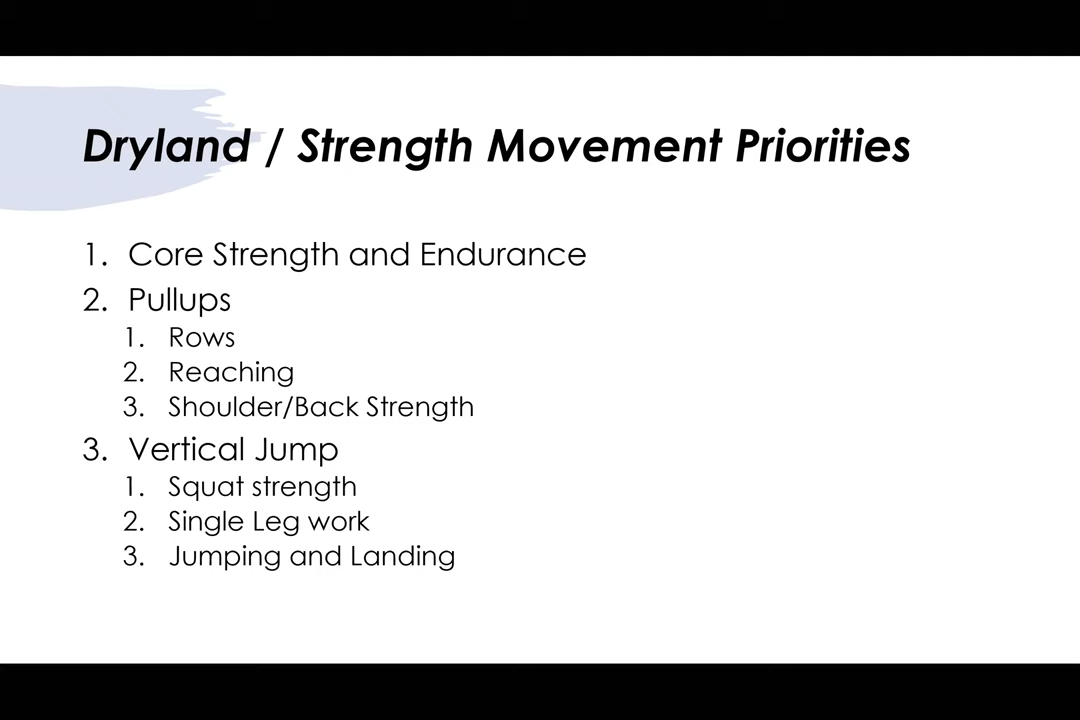 Dryland / Strength Movement Priorities
1. Core Strength and Endurance
2. Pullups
1. Rows
2. Reaching
3. Shoulder/Back Strength
3. Vertical Jump
1. Squat strength
2. Single Leg work
3. Jumping and Landing